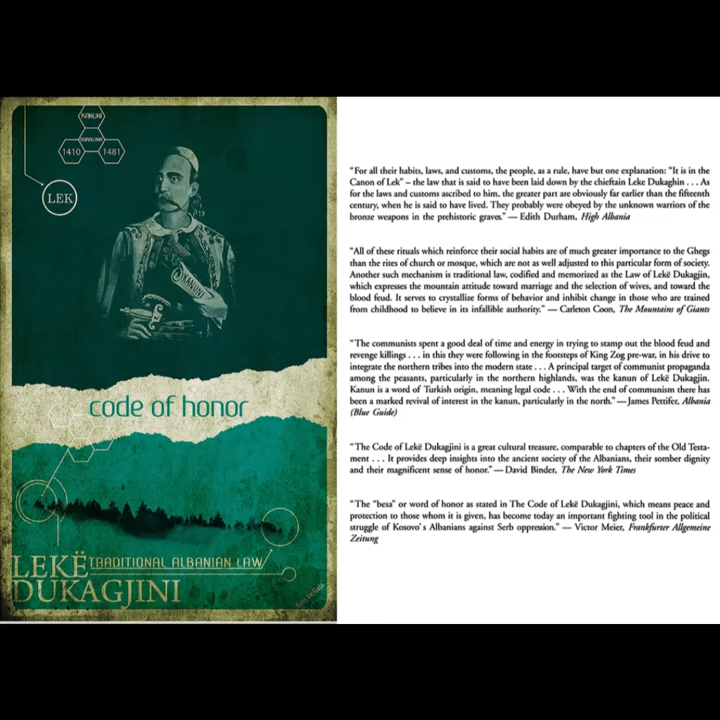 KANUNI
DUKAGJINI
1410
1481
LEK
KANUNI
code of honor
LEKË TRADITIONAL ALBANIAN LAW
DUKAGJINI
"For all their habits, laws, and customs, the people, as a rule, have but one explanation: "It is in the
Canon of Lek" – the law that is said to have been laid down by the chieftain Leke Dukaghin . . . As
for the laws and customs ascribed to him, the greater part are obviously far earlier than the fifteenth
century, when he is said to have lived. They probably were obeyed by the unknown warriors of the
bronze weapons in the prehistoric graves." — Edith Durham, High Albania
"All of these rituals which reinforce their social habits are of much greater importance to the Ghegs
than the rites of church or mosque, which are not as well adjusted to this particular form of society.
Another such mechanism is traditional law, codified and memorized as the Law of Lekë Dukagjin,
which expresses the mountain attitude toward marriage and the selection of wives, and toward the
blood feud. It serves to crystallize forms of behavior and inhibit change in those who are trained
from childhood to believe in its infallible authority." — Carleton Coon, The Mountains of Giants
"The communists spent a good deal of time and energy in trying to stamp out the blood feud and
revenge killings . . . in this they were following in the footsteps of King Zog pre-war, in his drive to
integrate the northern tribes into the modern state . . . A principal target of communist propaganda
among the peasants, particularly in the northern highlands, was the kanun of Lekë Dukagjin.
Kanun is a word of Turkish origin, meaning legal code . . . With the end of communism there has
been a marked revival of interest in the kanun, particularly in the north." — James Pettifer, Albania
(Blue Guide)
"The Code of Lekë Dukagjini is a great cultural treasure, comparable to chapters of the Old Testa-
ment . . . It provides deep insights into the ancient society of the Albanians, their somber dignity
and their magnificent sense of honor." — David Binder, The New York Times
"The "besa" or word of honor as stated in The Code of Lekë Dukagjini, which means peace and
protection to those whom it is given, has become today an important fighting tool in the political
struggle of Kosovo's Albanians against Serb oppression." — Victor Meier, Frankfurter Allgemeine
Zeitung